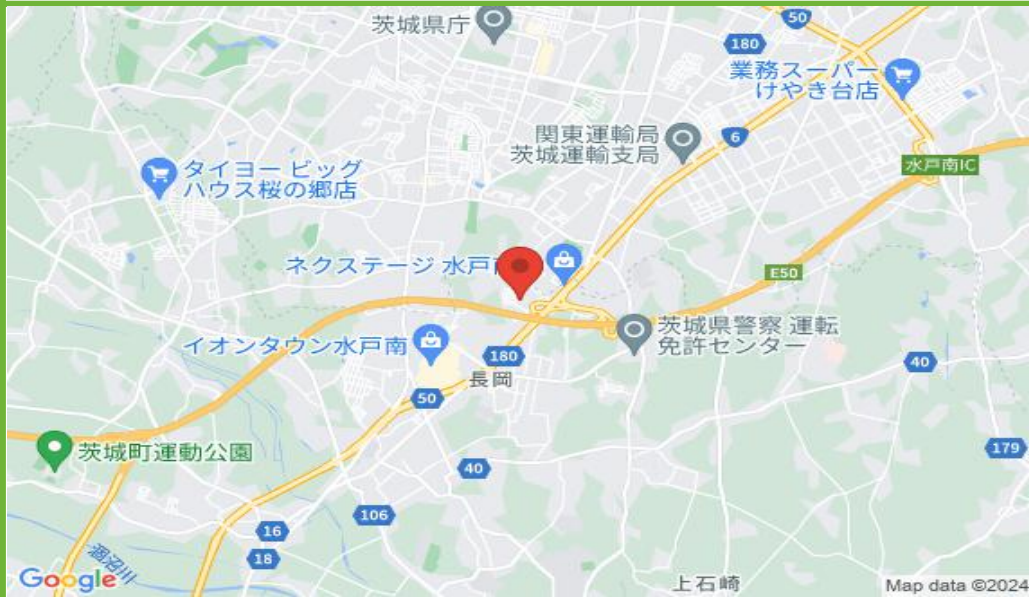 茨城県庁
50
180
業務スーパー
けやき台店
関東運輸局
茨城運輸支局
6
水戸南IC
タイヨー ビッグ
ハウス桜の郷店
ネクステージ 水戸
E50
茨城県警察 運転
免許センター
イオンタウン水戸南
180
長岡
40
50
茨城町運動公園
179
40
106
16
18
涸沼川
Google
上石崎
Map data ©2024